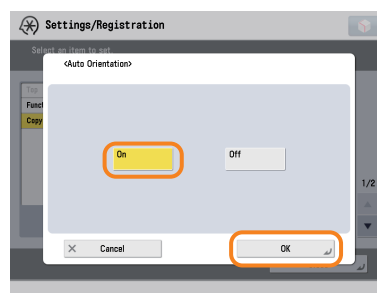 Settings/Registration
Select an item to set.
<Auto Orientation>
Top
Funct
Copy
On
Off
1/2
Cancel
OK